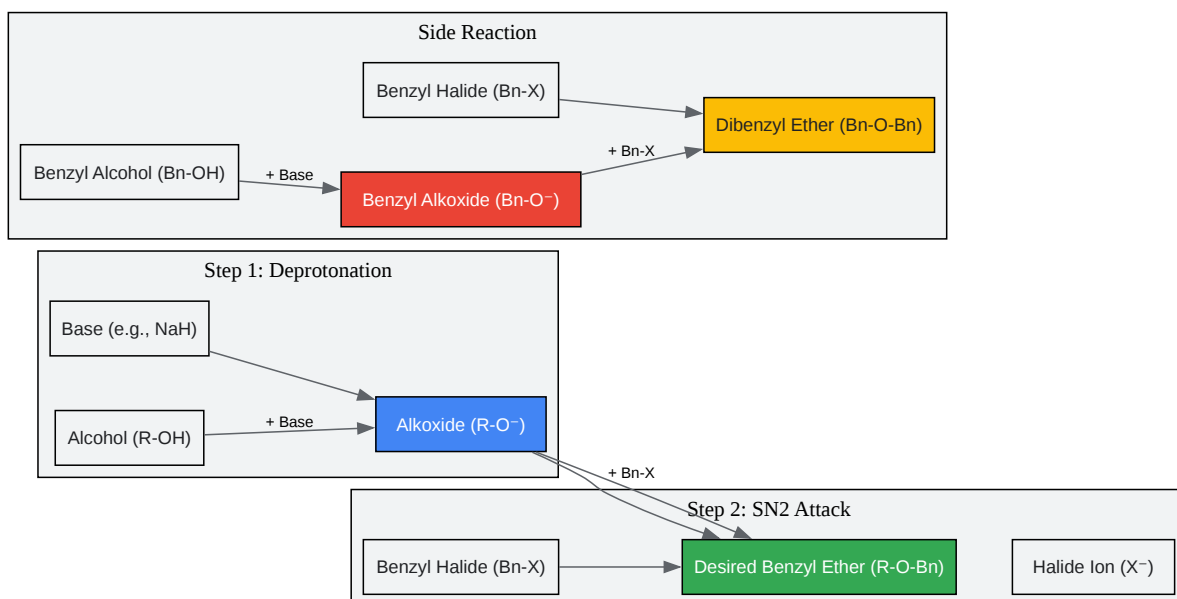 Side Reaction
Benzyl Halide (Bn-X)
Dibenzyl Ether (Bn-O-Bn)
+ Bn-X
Benzyl Alcohol (Bn-OH)
+ Base
Benzyl Alkoxide (Bn-O⁻)
Step 1: Deprotonation
Base (e.g., NaH)
Alcohol (R-OH)
+ Base
Alkoxide (R-O⁻)
+ Bn-X
Step 2: SN2 Attack
Benzyl Halide (Bn-X)
Desired Benzyl Ether (R-O-Bn)
Halide Ion (X⁻)